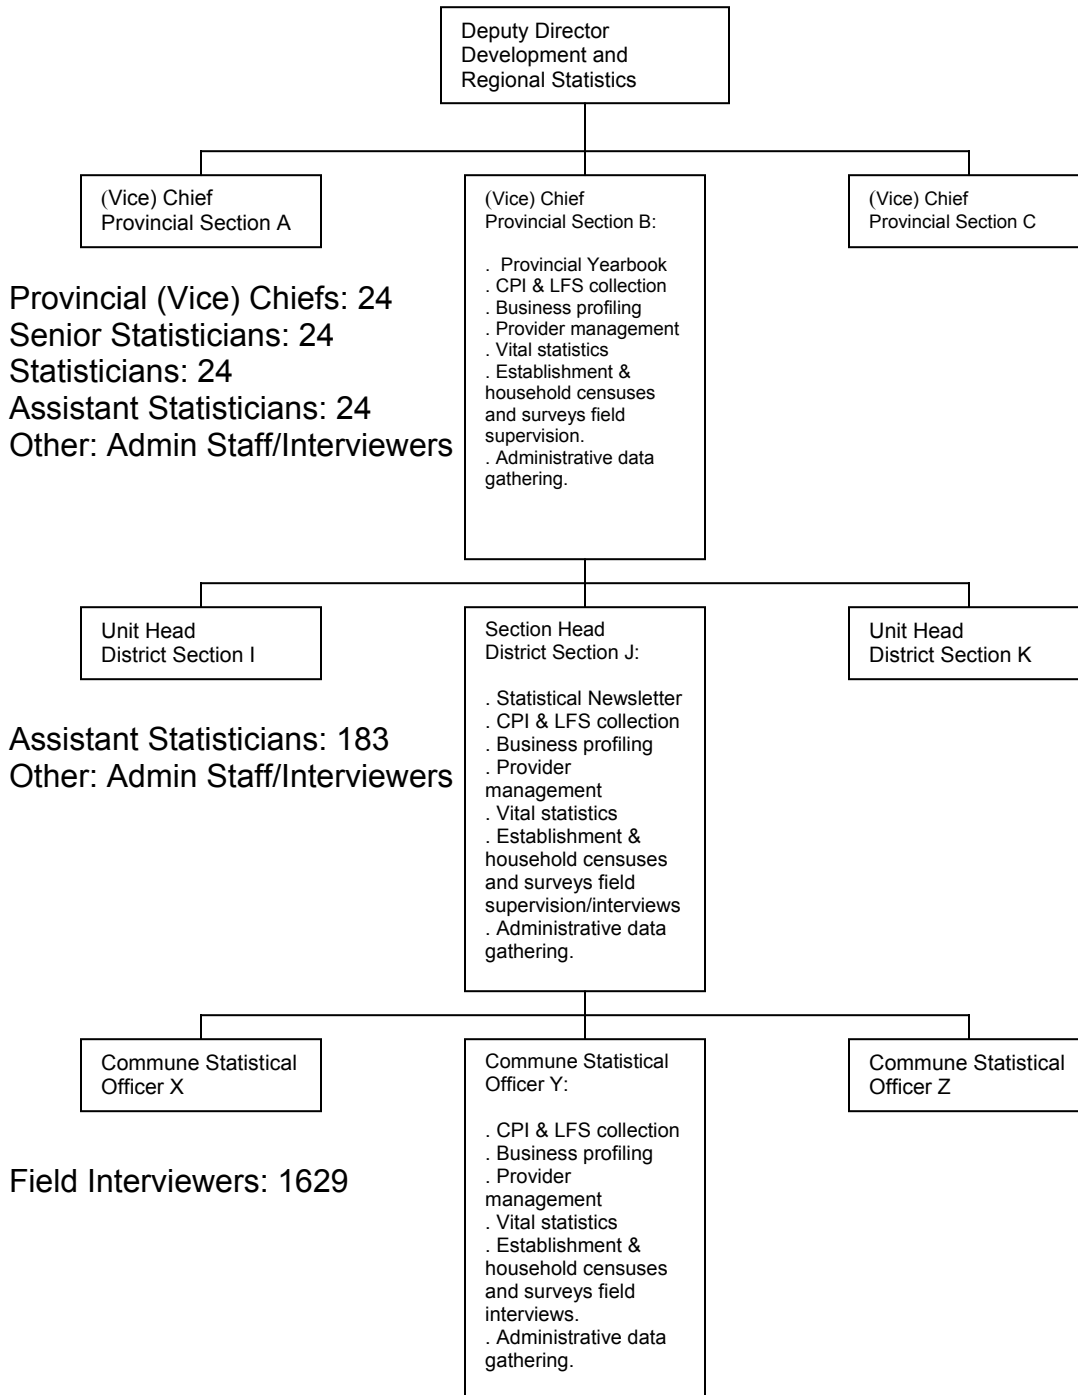 Deputy Director
Development and
Regional Statistics
(Vice) Chief
Provincial Section A
(Vice) Chief
Provincial Section B:
. Provincial Yearbook
. CPI & LFS collection
. Business profiling
. Provider management
. Vital statistics
. Establishment &
household censuses
and surveys field
supervision.
. Administrative data
gathering.
(Vice) Chief
Provincial Section C
Provincial (Vice) Chiefs: 24
Senior Statisticians: 24
Statisticians: 24
Assistant Statisticians: 24
Other: Admin Staff/Interviewers
Unit Head
District Section I
Section Head
District Section J:
. Statistical Newsletter
. CPI & LFS collection
. Business profiling
. Provider
management
. Vital statistics
. Establishment &
household censuses
and surveys field
supervision/interviews
. Administrative data
gathering.
Unit Head
District Section K
Assistant Statisticians: 183
Other: Admin Staff/Interviewers
Commune Statistical
Officer X
Commune Statistical
Officer Y:
. CPI & LFS collection
. Business profiling
. Provider
management
. Vital statistics
. Establishment &
household censuses
and surveys field
interviews.
. Administrative data
gathering.
Commune Statistical
Officer Z
Field Interviewers: 1629